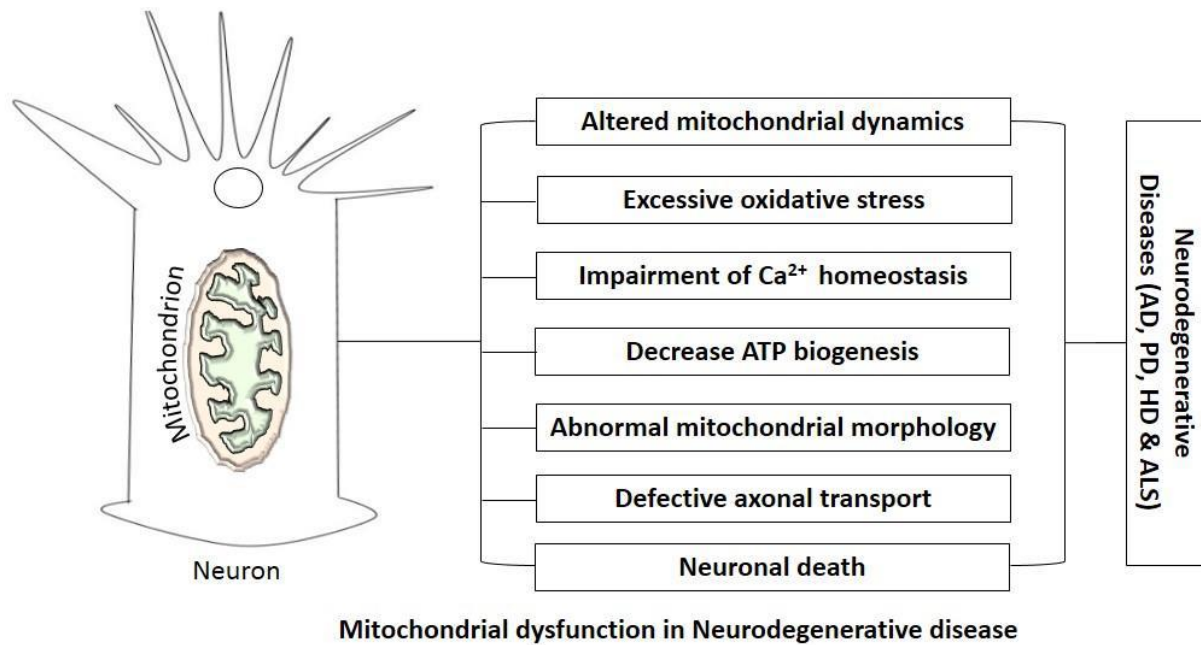 Mitochondrion
Neuron
Altered mitochondrial dynamics
Excessive oxidative stress
Impairment of Ca²⁺ homeostasis
Decrease ATP biogenesis
Abnormal mitochondrial morphology
Defective axonal transport
Neuronal death
Neurodegenerative
Diseases (AD, PD, HD & ALS)
Mitochondrial dysfunction in Neurodegenerative disease